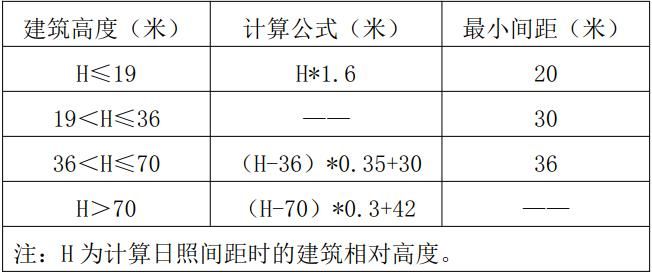 建筑高度（米） 计算公式（米） 最小间距（米）
H≤19 H*1.6 20
19＜H≤36 —— 30
36＜H≤70 （H-36）*0.35+30 36
H＞70 （H-70）*0.3+42 ——
注：H 为计算日照间距时的建筑相对高度。